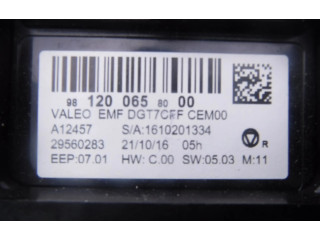 98 120 065 80 00
VALEO EMF DGT7CFF CEM00
A12457 S/A:1610201334
29560283 21/10/16 05h R
EEP:07.01 HW: C.00 SW:05.03 M:11